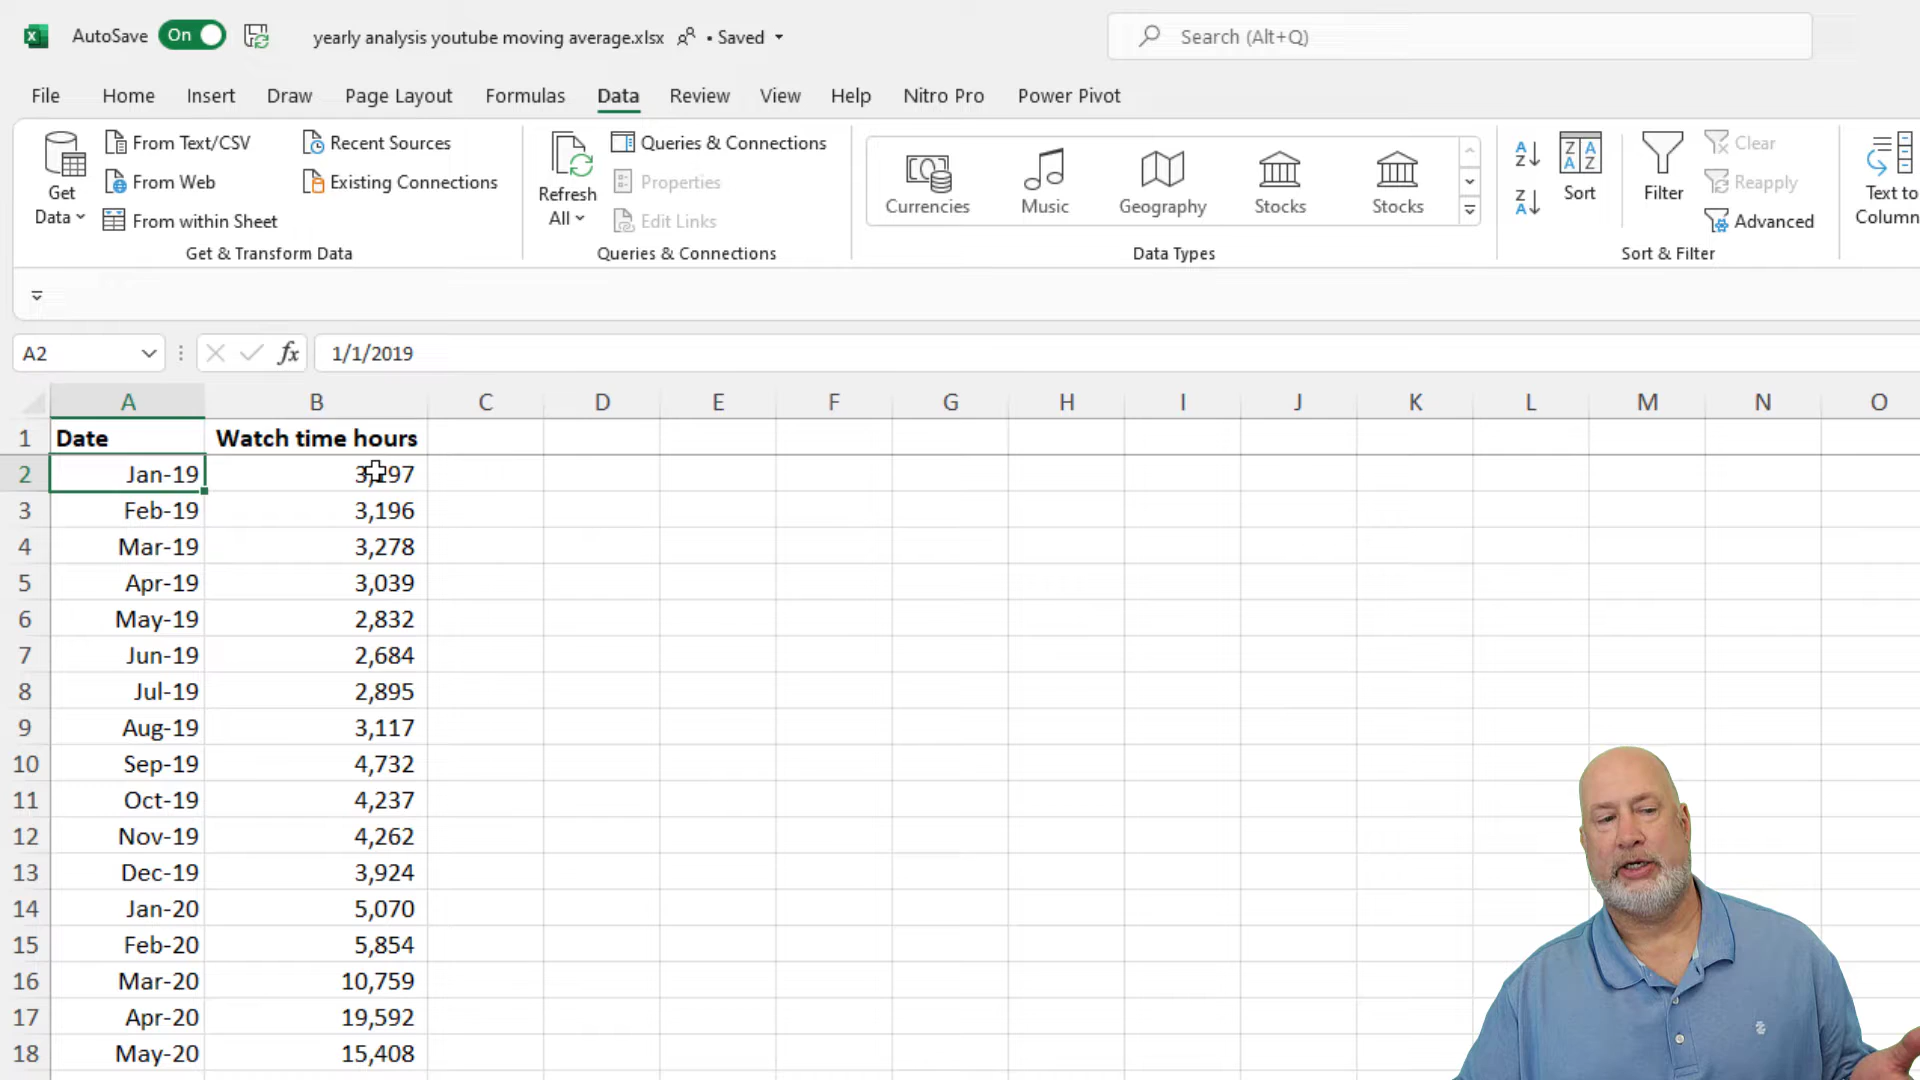 AutoSave On yearly analysis youtube moving average.xlsx • Saved Search (Alt+Q)
File Home Insert Draw Page Layout Formulas Data Review View Help Nitro Pro Power Pivot
Get Data
From Text/CSV
From Web
From within Sheet
Recent Sources
Existing Connections
Get & Transform Data
Refresh All
Queries & Connections
Properties
Edit Links
Queries & Connections
Currencies Music Geography Stocks Stocks
Data Types
Sort
Filter
Clear
Reapply
Advanced
Sort & Filter
Text to
Column
A2 fx 1/1/2019
A B C D E F G H I J K L M N O
1 Date Watch time hours
2 Jan-19
3 Feb-19 3,196
4 Mar-19 3,278
5 Apr-19 3,039
6 May-19 2,832
7 Jun-19 2,684
8 Jul-19 2,895
9 Aug-19 3,117
10 Sep-19 4,732
11 Oct-19 4,237
12 Nov-19 4,262
13 Dec-19 3,924
14 Jan-20 5,070
15 Feb-20 5,854
16 Mar-20 10,759
17 Apr-20 19,592
18 May-20 15,408